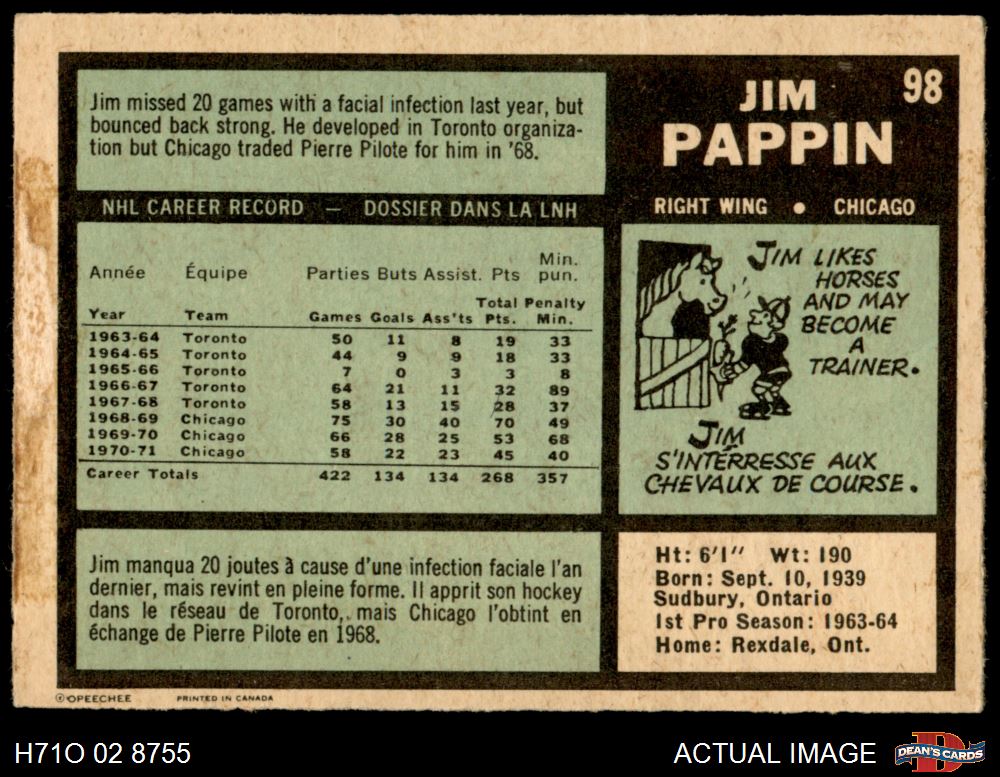 98
JIM
PAPPIN
RIGHT WING • CHICAGO
Jim missed 20 games with a facial infection last year, but
bounced back strong. He developed in Toronto organiza-
tion but Chicago traded Pierre Pilote for him in '68.
NHL CAREER RECORD — DOSSIER DANS LA LNH
Année Équipe Parties Buts Assist. Pts Min. pun.
Year Team Games Goals Ass'ts Total Pts. Penalty Min.
1963-64 Toronto 50 11 8 19 33
1964-65 Toronto 44 9 9 18 33
1965-66 Toronto 7 0 3 3 8
1966-67 Toronto 64 21 11 32 89
1967-68 Toronto 58 13 15 28 37
1968-69 Chicago 75 30 40 70 49
1969-70 Chicago 66 28 25 53 68
1970-71 Chicago 58 22 23 45 40
Career Totals 422 134 134 268 357
JIM LIKES
HORSES
AND MAY
BECOME
A
TRAINER.
JIM
S'INTÉRRESSE AUX
CHEVAUX DE COURSE.
Jim manqua 20 joutes à cause d'une infection faciale l'an
dernier, mais revint en pleine forme. Il apprit son hockey
dans le réseau de Toronto, mais Chicago l'obtint en
échange de Pierre Pilote en 1968.
Ht: 6'1" Wt: 190
Born: Sept. 10, 1939
Sudbury, Ontario
1st Pro Season: 1963-64
Home: Rexdale, Ont.
© OPEECHEE PRINTED IN CANADA
H71O 02 8755
ACTUAL IMAGE
DEAN'S CARDS